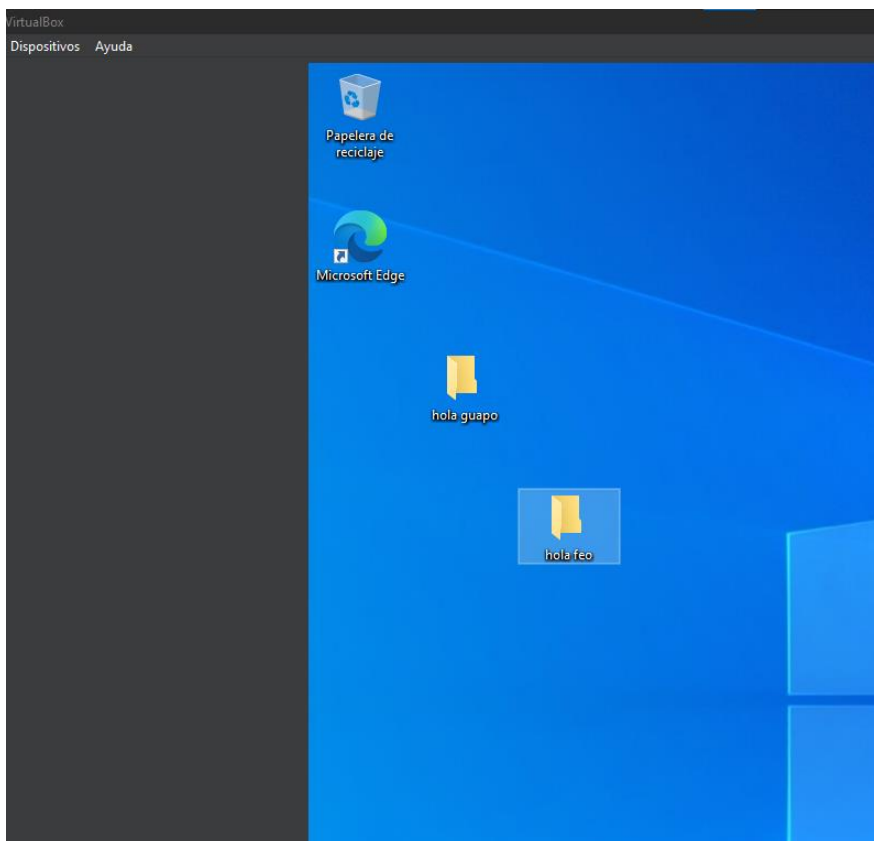 VirtualBox
Dispositivos Ayuda
Papelera de
reciclaje
Microsoft Edge
hola guapo
hola feo